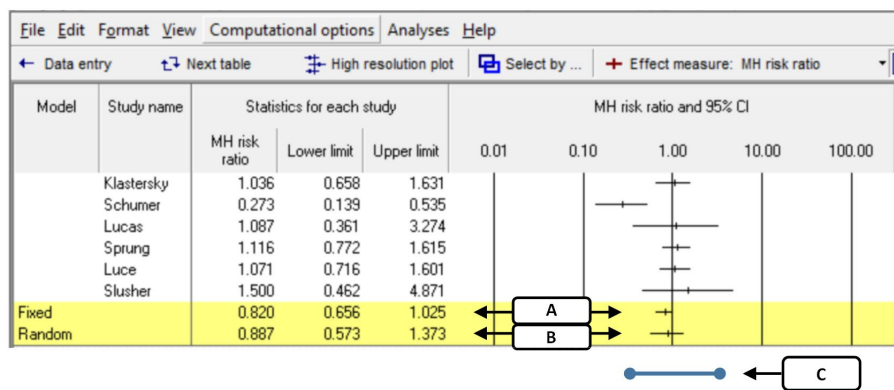 File Edit Format View Computational options Analyses Help
Data entry Next table High resolution plot Select by ... Effect measure: MH risk ratio
Model Study name Statistics for each study MH risk ratio and 95% CI
MH risk ratio Lower limit Upper limit 0.01 0.10 1.00 10.00 100.00
Klastersky 1.036 0.658 1.631
Schumer 0.273 0.139 0.535
Lucas 1.087 0.361 3.274
Sprung 1.116 0.772 1.615
Luce 1.071 0.716 1.601
Slusher 1.500 0.462 4.871
Fixed 0.820 0.656 1.025 A
Random 0.887 0.573 1.373 B
C